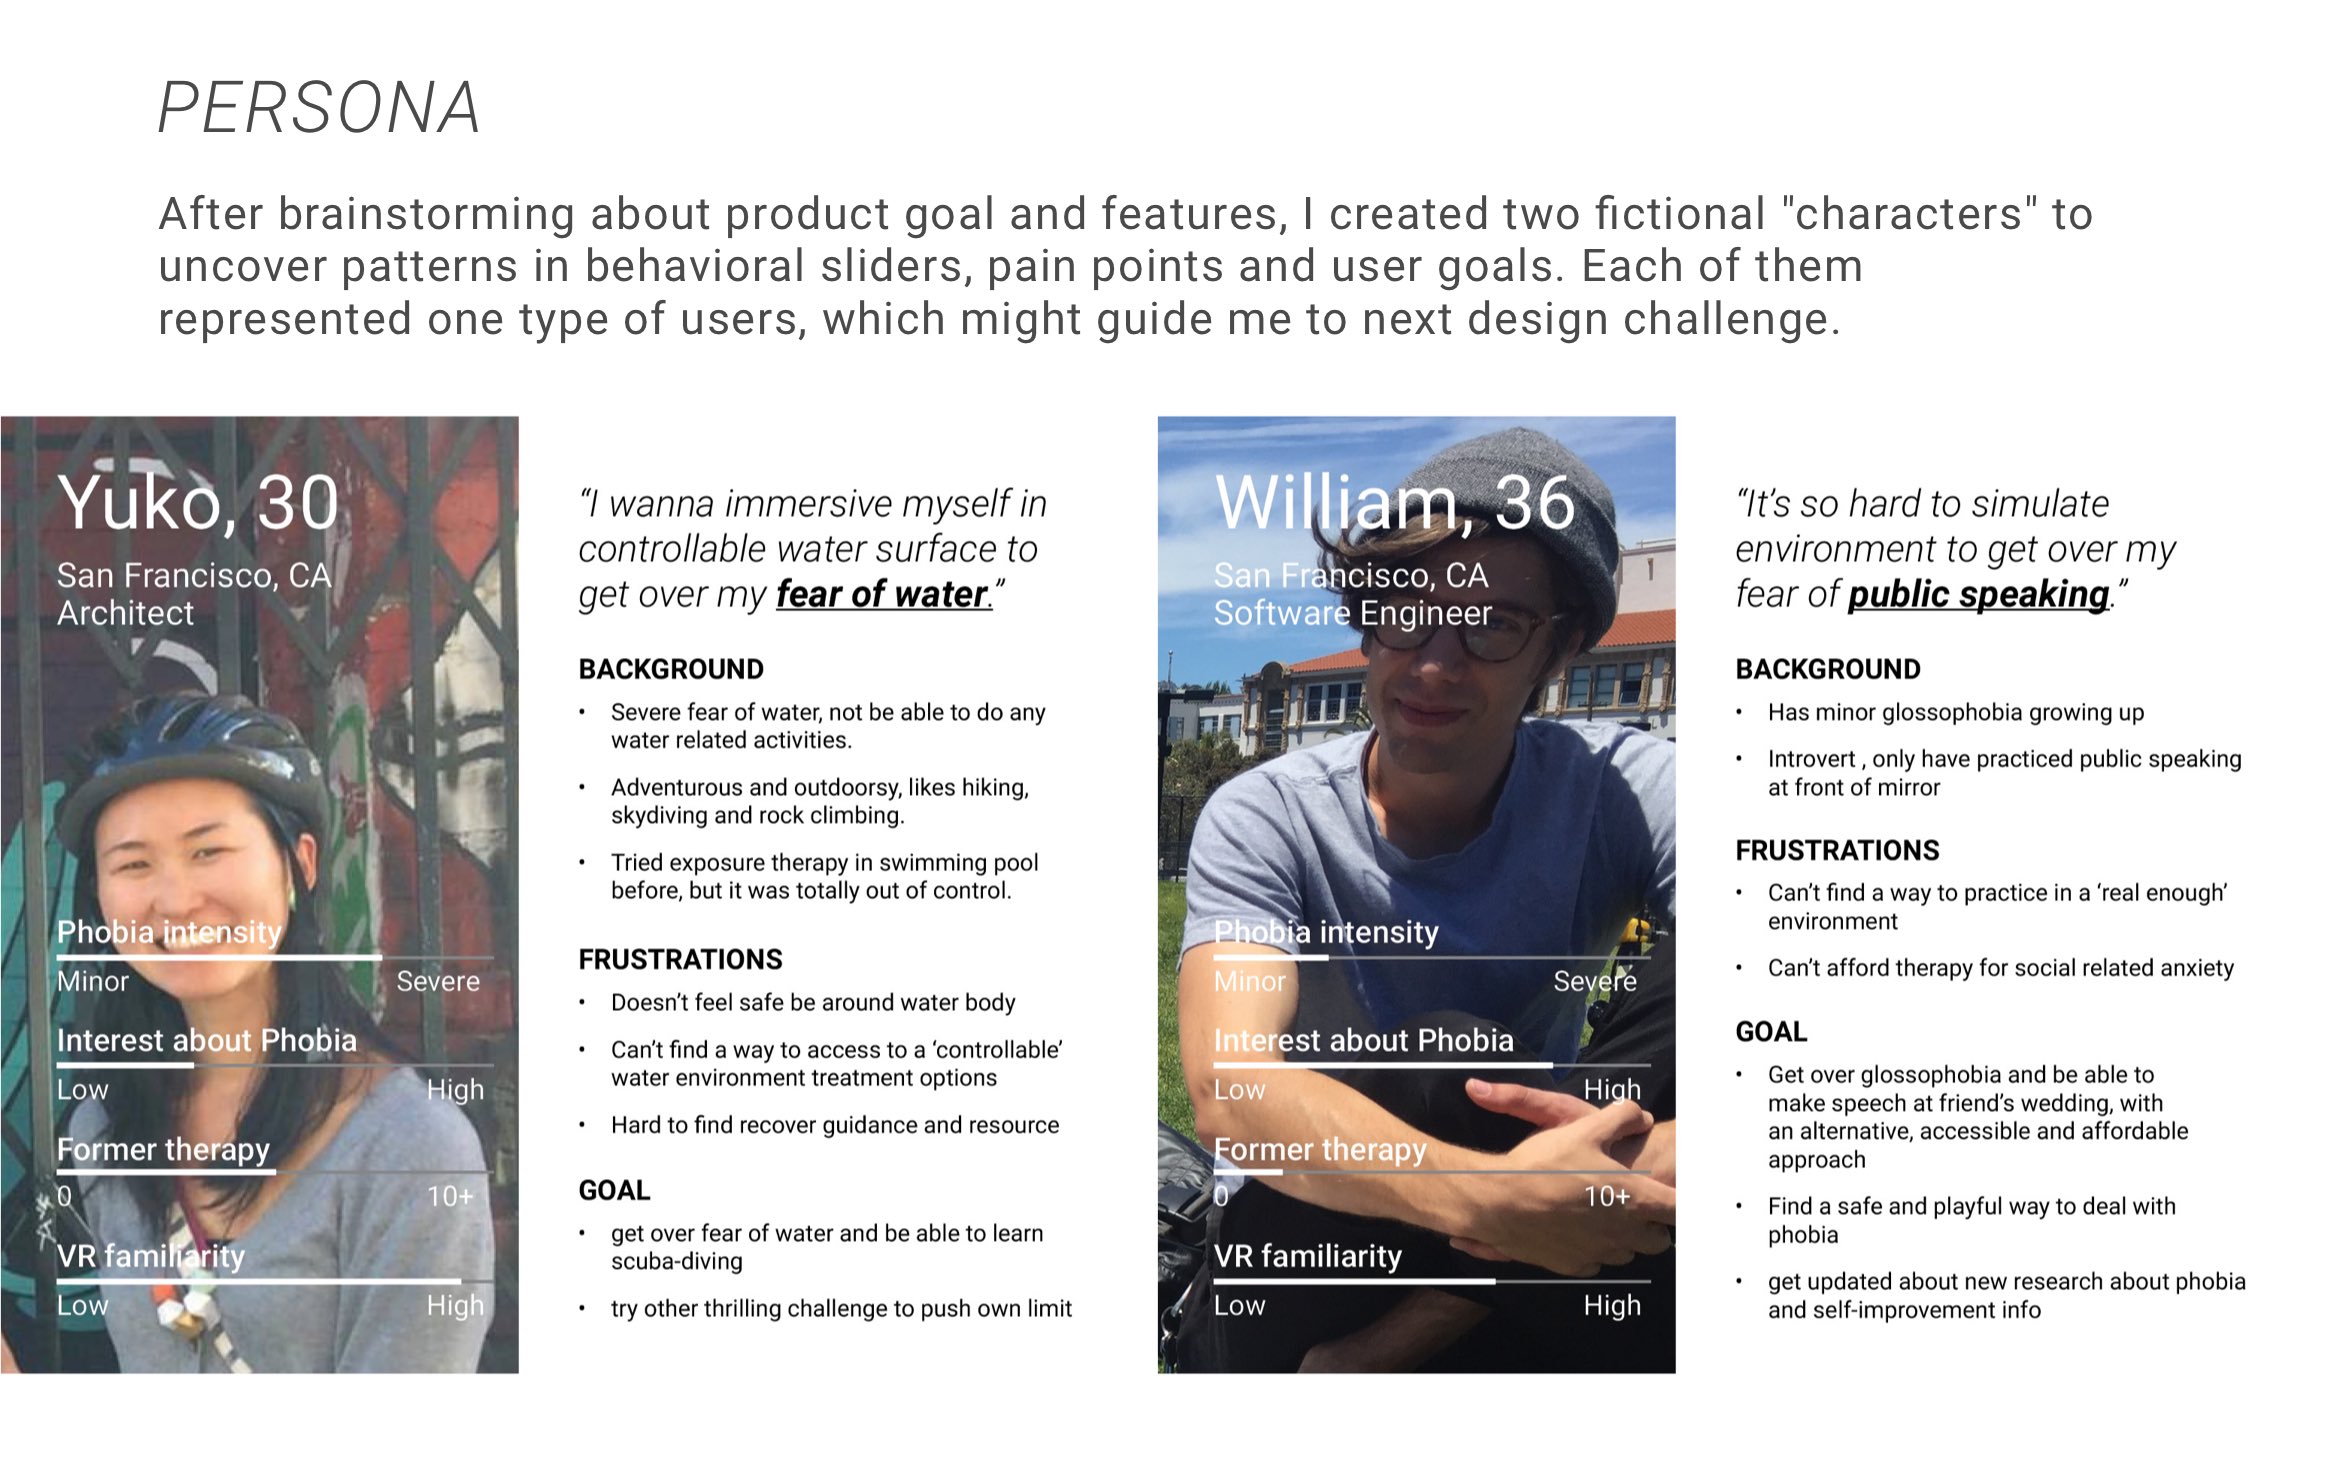 PERSONA
After brainstorming about product goal and features, I created two fictional "characters" to
uncover patterns in behavioral sliders, pain points and user goals. Each of them
represented one type of users, which might guide me to next design challenge.
Yuko, 30
San Francisco, CA
Architect
Phobia intensity
Minor Severe
Interest about Phobia
Low High
Former therapy
0 10+
VR familiarity
Low High
“I wanna immersive myself in
controllable water surface to
get over my fear of water.”
BACKGROUND
• Severe fear of water, not be able to do any
water related activities.
• Adventurous and outdoorsy, likes hiking,
skydiving and rock climbing.
• Tried exposure therapy in swimming pool
before, but it was totally out of control.
FRUSTRATIONS
• Doesn’t feel safe be around water body
• Can’t find a way to access to a ‘controllable’
water environment treatment options
• Hard to find recover guidance and resource
GOAL
• get over fear of water and be able to learn
scuba-diving
• try other thrilling challenge to push own limit
William, 36
San Francisco, CA
Software Engineer
Phobia intensity
Minor Severe
Interest about Phobia
Low High
Former therapy
0 10+
VR familiarity
Low High
“It’s so hard to simulate
environment to get over my
fear of public speaking.”
BACKGROUND
• Has minor glossophobia growing up
• Introvert , only have practiced public speaking
at front of mirror
FRUSTRATIONS
• Can’t find a way to practice in a ‘real enough’
environment
• Can’t afford therapy for social related anxiety
GOAL
• Get over glossophobia and be able to
make speech at friend’s wedding, with
an alternative, accessible and affordable
approach
• Find a safe and playful way to deal with
phobia
• get updated about new research about phobia
and self-improvement info